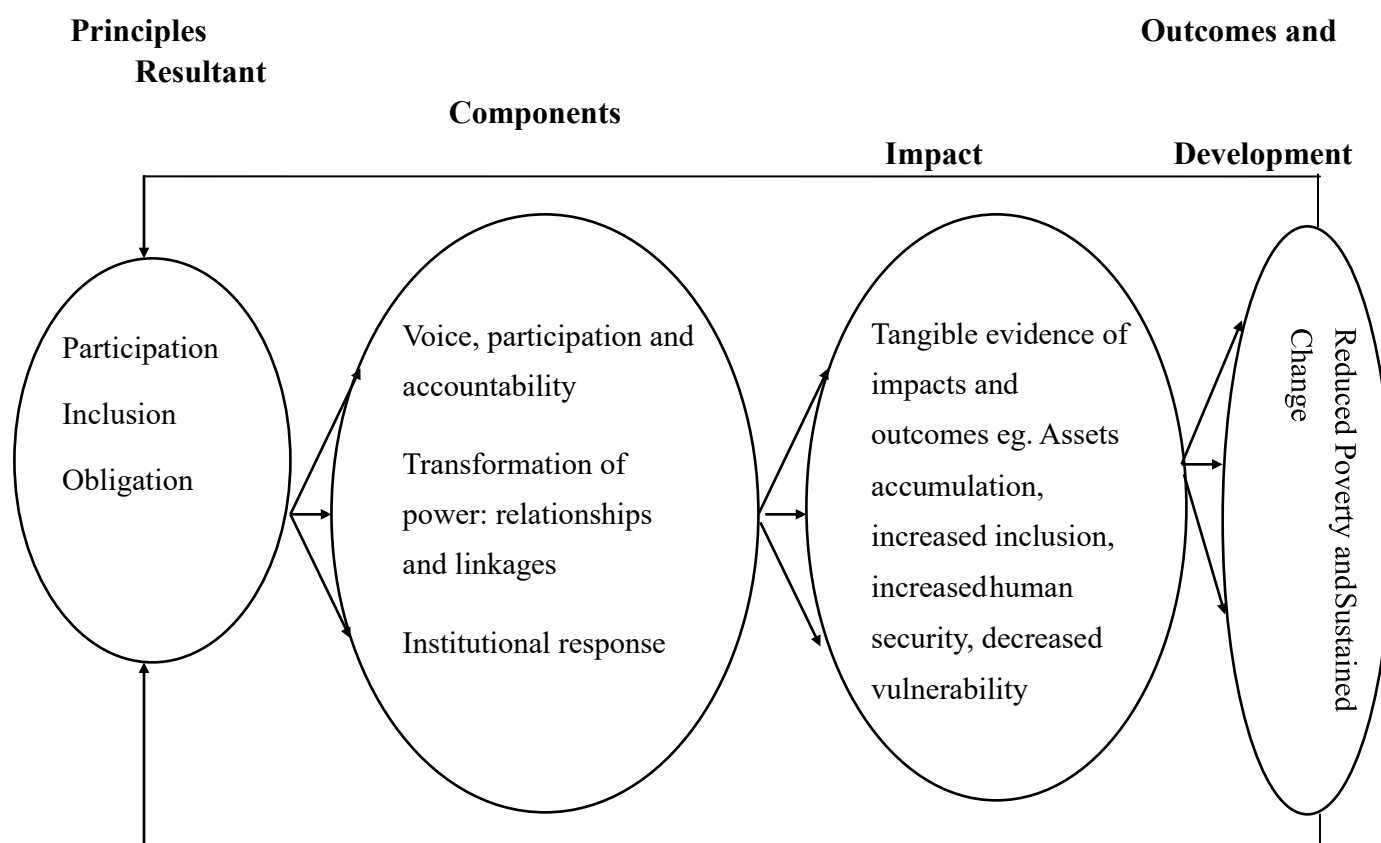 Principles Outcomes and
Resultant
Components
Impact Development
Participation
Inclusion
Obligation
Voice, participation and
accountability
Transformation of
power: relationships
and linkages
Institutional response
Tangible evidence of
impacts and
outcomes eg. Assets
accumulation,
increased inclusion,
increasedhuman
security, decreased
vulnerability
Reduced Poverty andSustained
Change